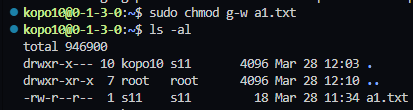 kopo10@0-1-3-0:~$ sudo chmod g-w a1.txt
kopo10@0-1-3-0:~$ ls -al
total 946900
drwxr-x--- 10 kopo10 s11 4096 Mar 28 12:03 .
drwxr-xr-x 7 root root 4096 Mar 28 12:10 ..
-rw-r--r-- 1 s11 s11 18 Mar 28 11:34 a1.txt